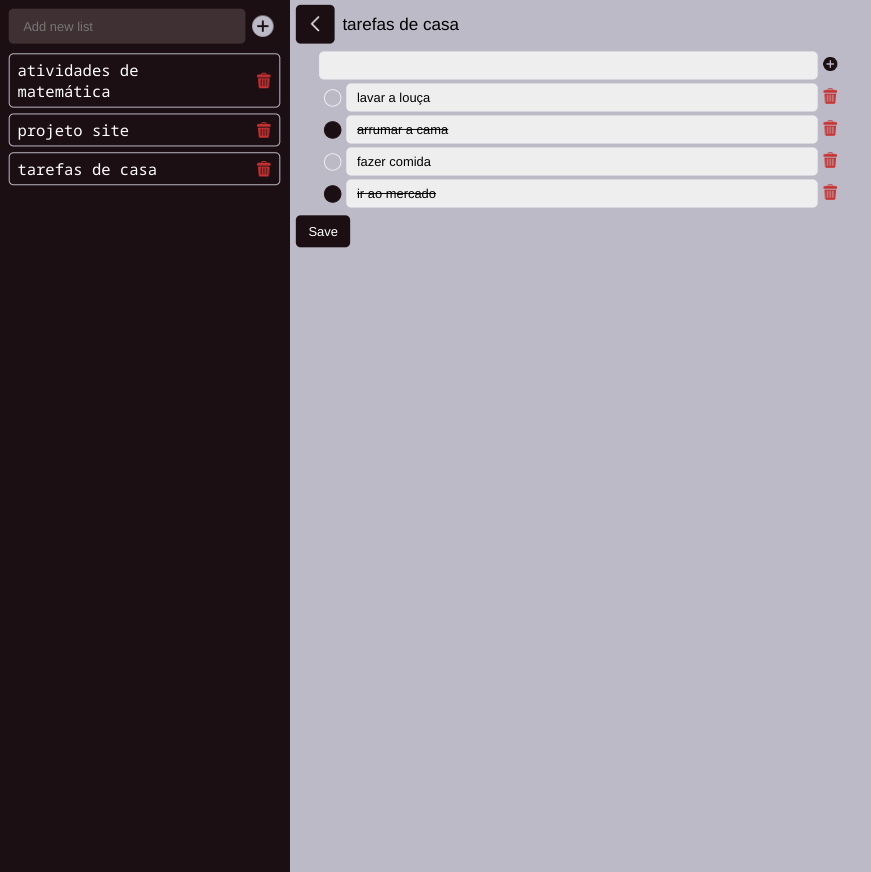 Add new list
atividades de
matemática
projeto site
tarefas de casa
tarefas de casa
lavar a louça
arrumar a cama
fazer comida
ir ao mercado
Save